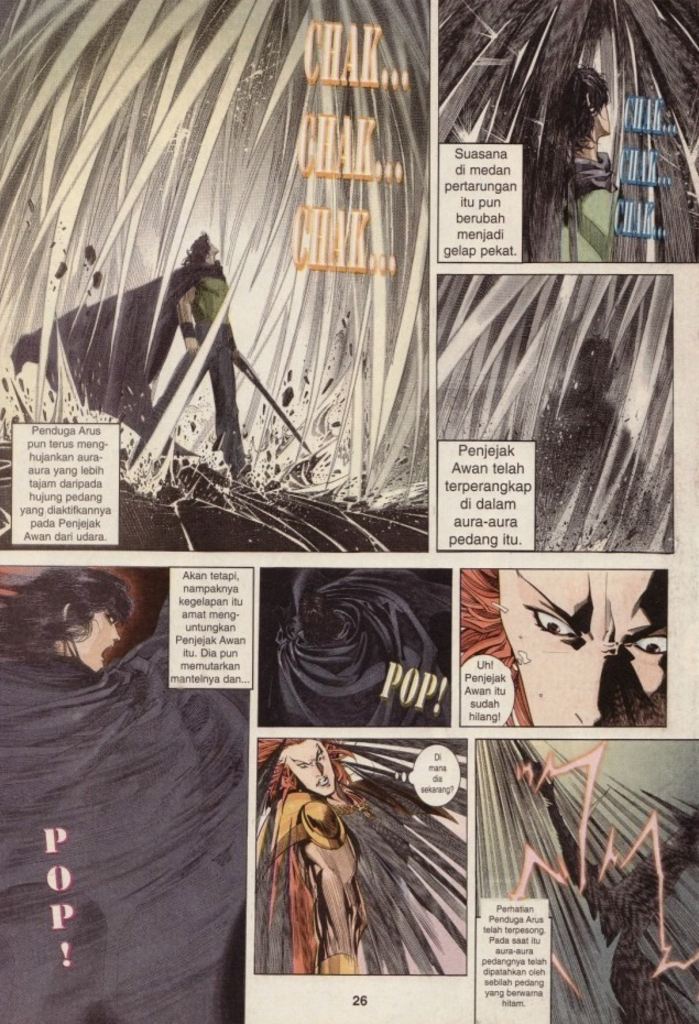 CHAK...
CHAK...
CHAK...
Penduga Arus
pun terus meng-
hujankan aura-
aura yang lebih
tajam daripada
hujung pedang
yang diaktifkannya
pada Penjejak
Awan dari udara.
CHAK...
CHAK...
CHAK...
Suasana
di medan
pertarungan
itu pun
berubah
menjadi
gelap pekat.
Penjejak
Awan telah
terperangkap
di dalam
aura-aura
pedang itu.
Akan tetapi,
nampaknya
kegelapan itu
amat meng-
untungkan
Penjejak Awan
itu. Dia pun
memutarkan
mantelnya dan...
POP!
POP!
Uh!
Penjejak
Awan itu
sudah
hilang!
Di
mana
dia
sekarang?
Perhatian
Penduga Arus
telah terpesong.
Pada saat itu
aura-aura
pedangnya telah
dipatahkan oleh
sebilah pedang
yang berwarna
hitam.
26